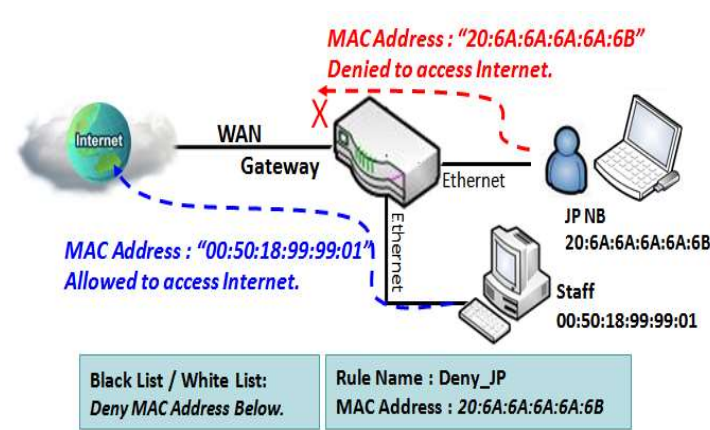 MAC Address : “20:6A:6A:6A:6A:6B”
Denied to access Internet.
Internet
WAN
Gateway
X
Ethernet
JP NB
20:6A:6A:6A:6A:6B
Ethernet
MAC Address : “00:50:18:99:99:01”
Allowed to access Internet.
Staff
00:50:18:99:99:01
Black List / White List:
Deny MAC Address Below.
Rule Name : Deny_JP
MAC Address : 20:6A:6A:6A:6A:6B